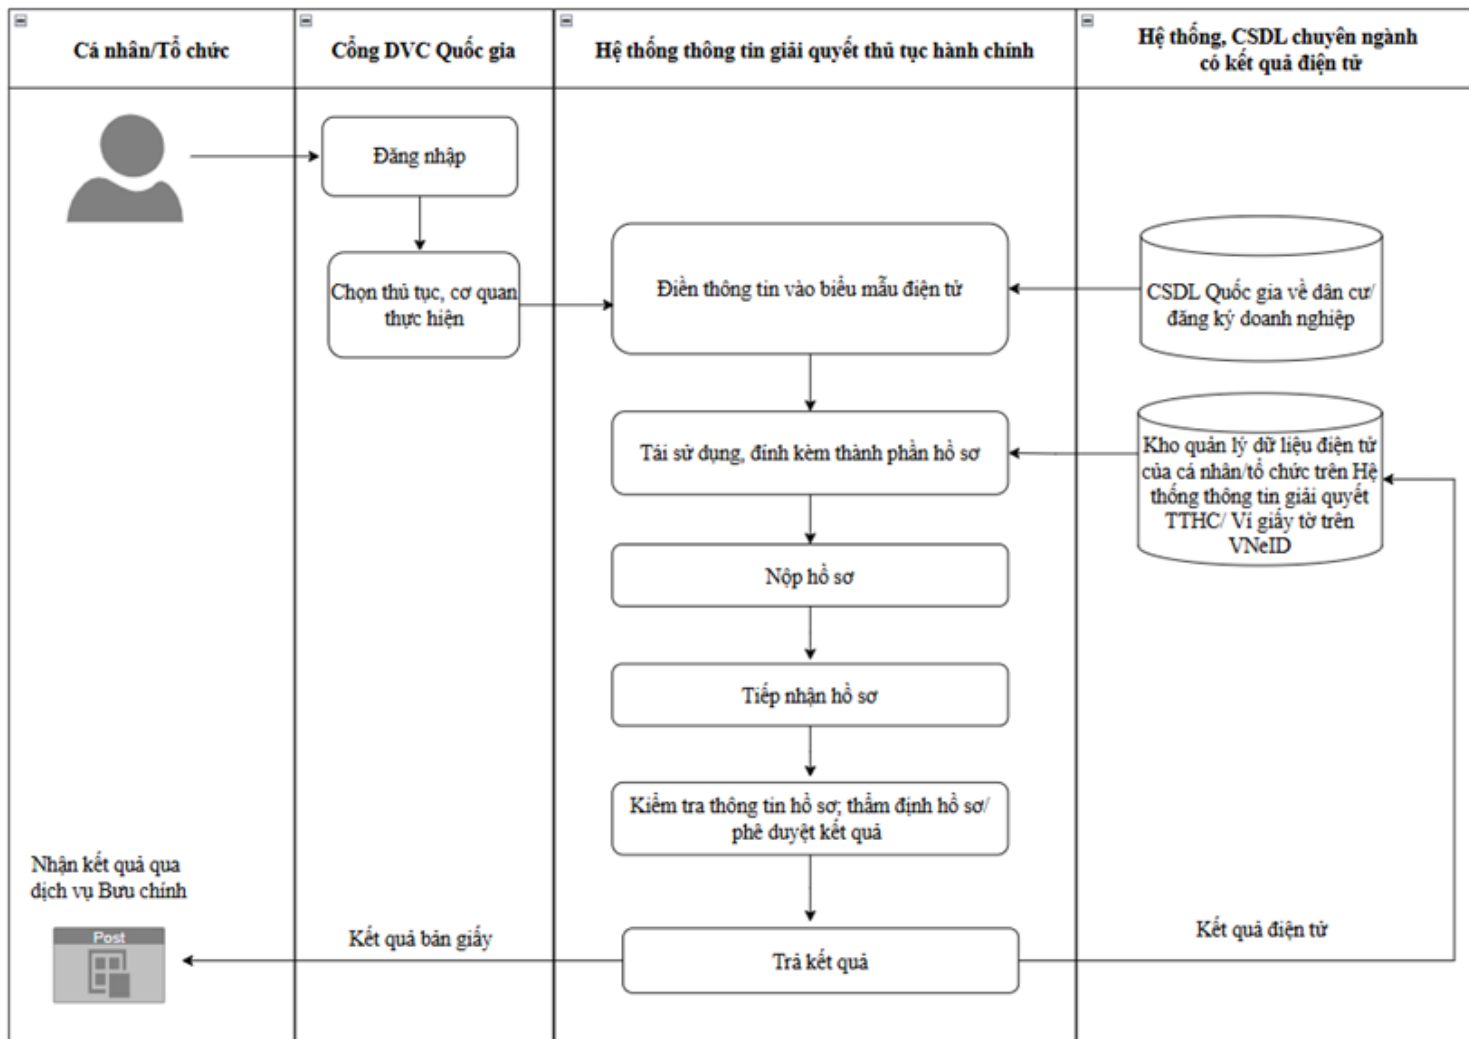 Cá nhân/Tổ chức
Cổng DVC Quốc gia
Hệ thống thông tin giải quyết thủ tục hành chính
Hệ thống, CSDL chuyên ngành
có kết quả điện tử
Đăng nhập
Chọn thủ tục, cơ quan
thực hiện
Điền thông tin vào biểu mẫu điện tử
CSDL Quốc gia về dân cư/
đăng ký doanh nghiệp
Tái sử dụng, đính kèm thành phần hồ sơ
Kho quản lý dữ liệu điện tử
của cá nhân/tổ chức trên Hệ
thống thông tin giải quyết
TTHC/ Ví giấy tờ trên
VNeID
Nộp hồ sơ
Tiếp nhận hồ sơ
Kiểm tra thông tin hồ sơ; thẩm định hồ sơ/
phê duyệt kết quả
Nhận kết quả qua
dịch vụ Bưu chính
Post
Kết quả bản giấy
Trả kết quả
Kết quả điện tử